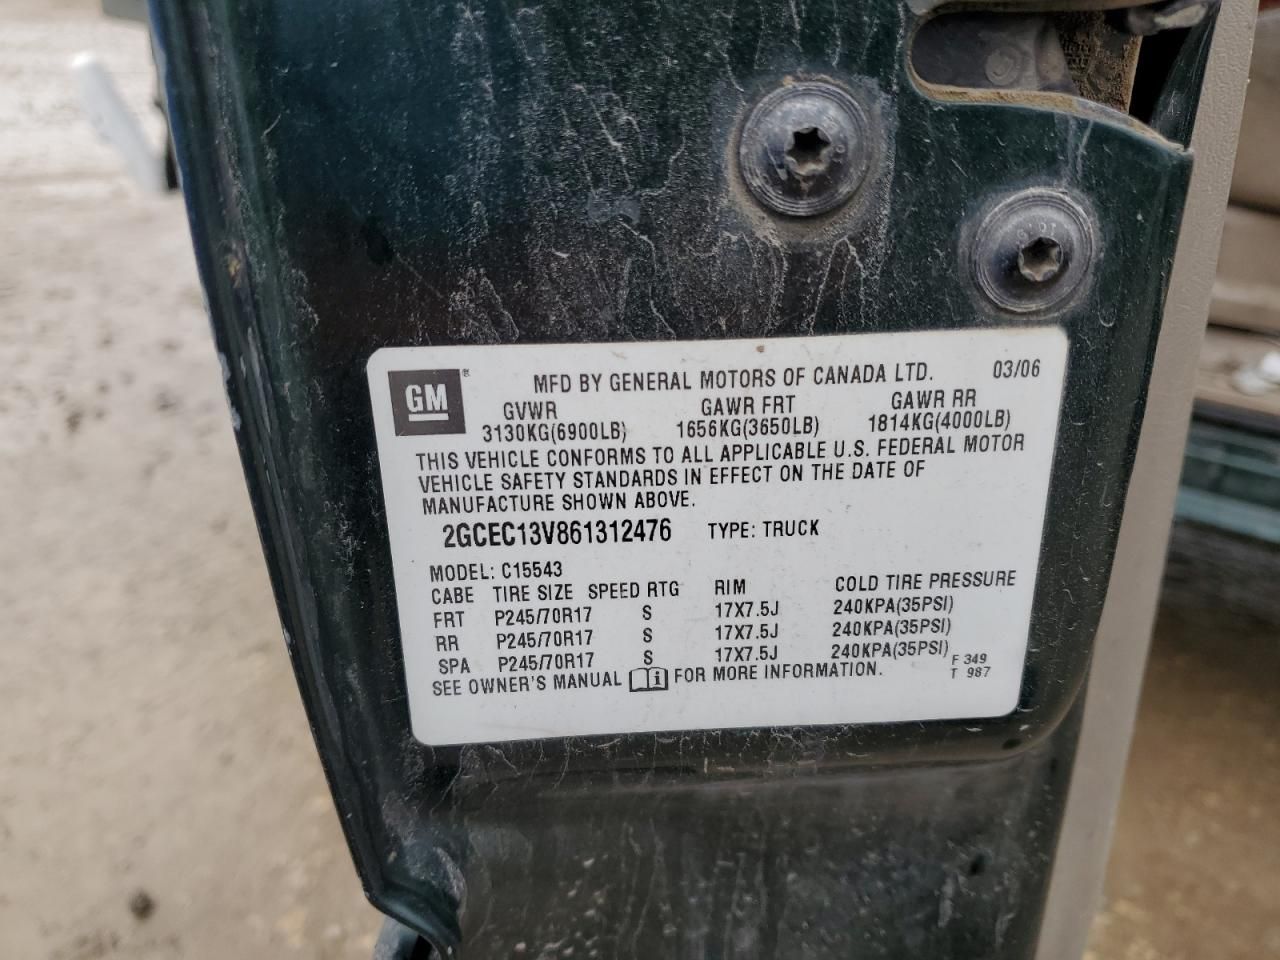 GM®
MFD BY GENERAL MOTORS OF CANADA LTD. 03/06
GVWR GAWR FRT GAWR RR
3130KG(6900LB) 1656KG(3650LB) 1814KG(4000LB)
THIS VEHICLE CONFORMS TO ALL APPLICABLE U.S. FEDERAL MOTOR
VEHICLE SAFETY STANDARDS IN EFFECT ON THE DATE OF
MANUFACTURE SHOWN ABOVE.
2GCEC13V861312476 TYPE: TRUCK
MODEL: C15543
CABE TIRE SIZE SPEED RTG RIM COLD TIRE PRESSURE
FRT P245/70R17 S 17X7.5J 240KPA(35PSI)
RR P245/70R17 S 17X7.5J 240KPA(35PSI)
SPA P245/70R17 S 17X7.5J 240KPA(35PSI)
SEE OWNER'S MANUAL i FOR MORE INFORMATION.
F 349
T 987